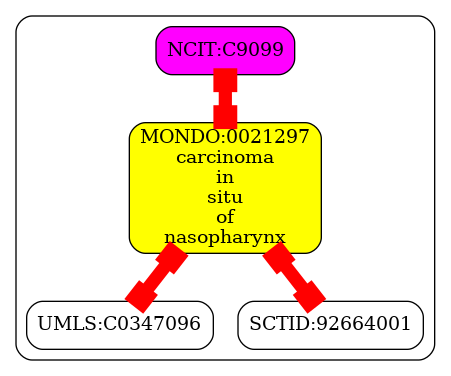 NCIT:C9099
MONDO:0021297
carcinoma
in
situ
of
nasopharynx
UMLS:C0347096
SCTID:92664001